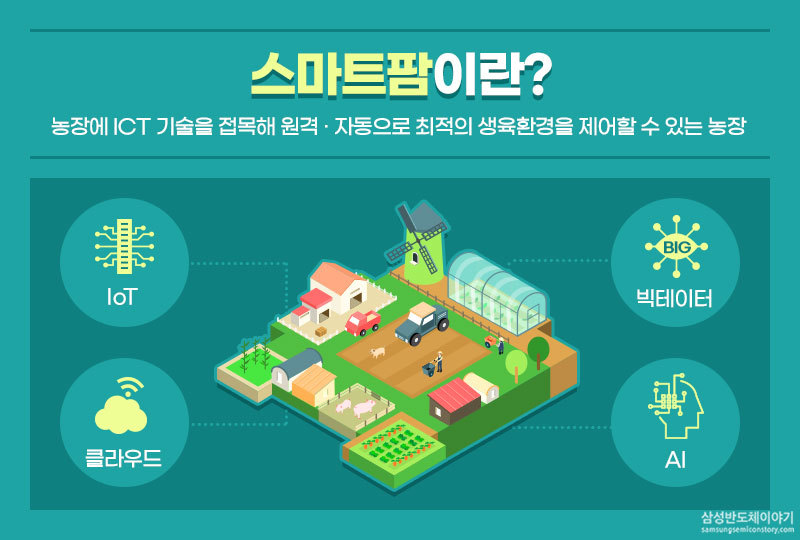 스마트팜이란?
농장에 ICT 기술을 접목해 원격 · 자동으로 최적의 생육환경을 제어할 수 있는 농장
IoT
BIG
빅테이터
클라우드
AI
삼성반도체이야기
samsungsemiconstory.com